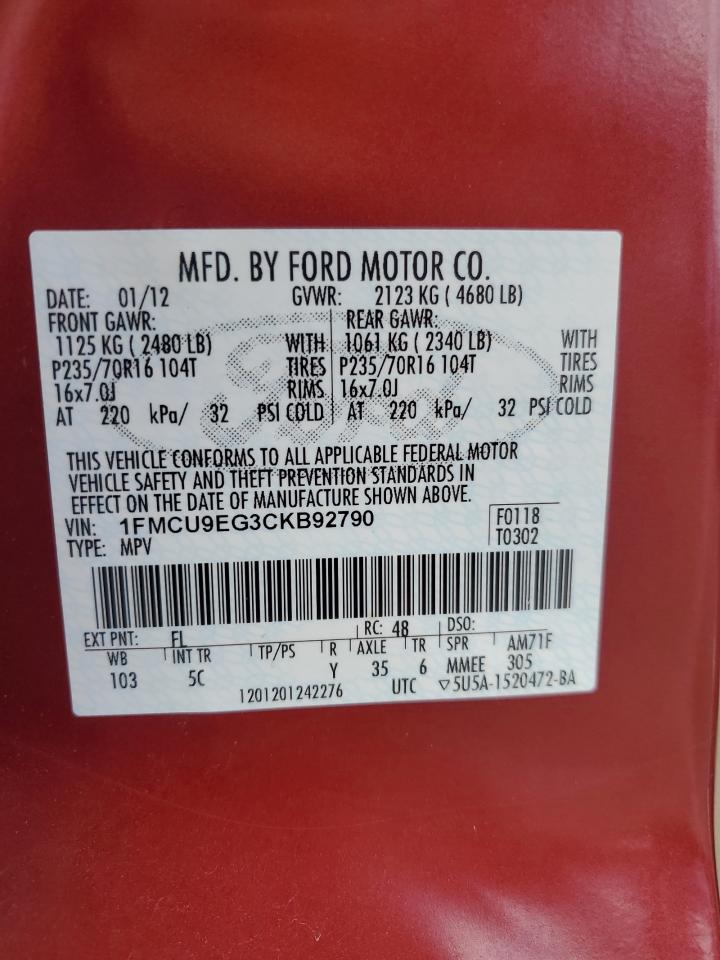 MFD. BY FORD MOTOR CO.
DATE: 01/12 GVWR: 2123 KG ( 4680 LB)
FRONT GAWR: REAR GAWR:
1125 KG ( 2480 LB) WITH 1061 KG ( 2340 LB) WITH
P235/70R16 104T TIRES P235/70R16 104T TIRES
16x7.0J RIMS 16x7.0J RIMS
AT 220 kPa/ 32 PSI COLD AT 220 kPa/ 32 PSI COLD
THIS VEHICLE CONFORMS TO ALL APPLICABLE FEDERAL MOTOR
VEHICLE SAFETY AND THEFT PREVENTION STANDARDS IN
EFFECT ON THE DATE OF MANUFACTURE SHOWN ABOVE.
VIN: 1FMCU9EG3CKB92790 F0118
TYPE: MPV T0302
EXT PNT: FL RC: 48 DSO:
WB INT TR TP/PS R AXLE TR SPR AM71F
103 5C Y 35 6 MMEE 305
1201201242276 UTC ▽5U5A-1520472-BA
Ford